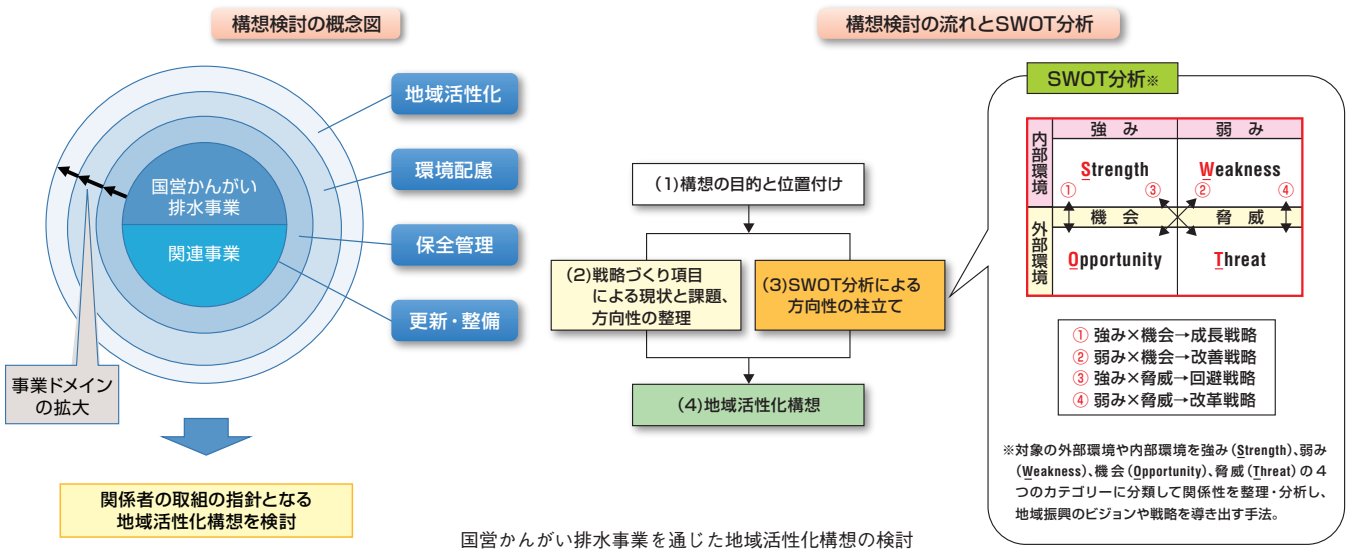 構想検討の概念図
地域活性化
環境配慮
保全管理
更新・整備
国営かんがい
排水事業
関連事業
事業ドメイン
の拡大
関係者の取組の指針となる
地域活性化構想を検討
構想検討の流れとSWOT分析
(1)構想の目的と位置付け
(2)戦略づくり項目
による現状と課題、
方向性の整理
(3)SWOT分析による
方向性の柱立て
(4)地域活性化構想
SWOT分析※
強み
弱み
内部環境
Strength
Weakness
① ③ ② ④
機会
脅威
外部環境
Opportunity
Threat
① 強み×機会→成長戦略
② 弱み×機会→改善戦略
③ 強み×脅威→回避戦略
④ 弱み×脅威→改革戦略
※対象の外部環境や内部環境を強み(Strength)、弱み
(Weakness)、機会(Opportunity)、脅威(Threat)の4
つのカテゴリーに分類して関係性を整理・分析し、
地域振興のビジョンや戦略を導き出す手法。
国営かんがい排水事業を通じた地域活性化構想の検討